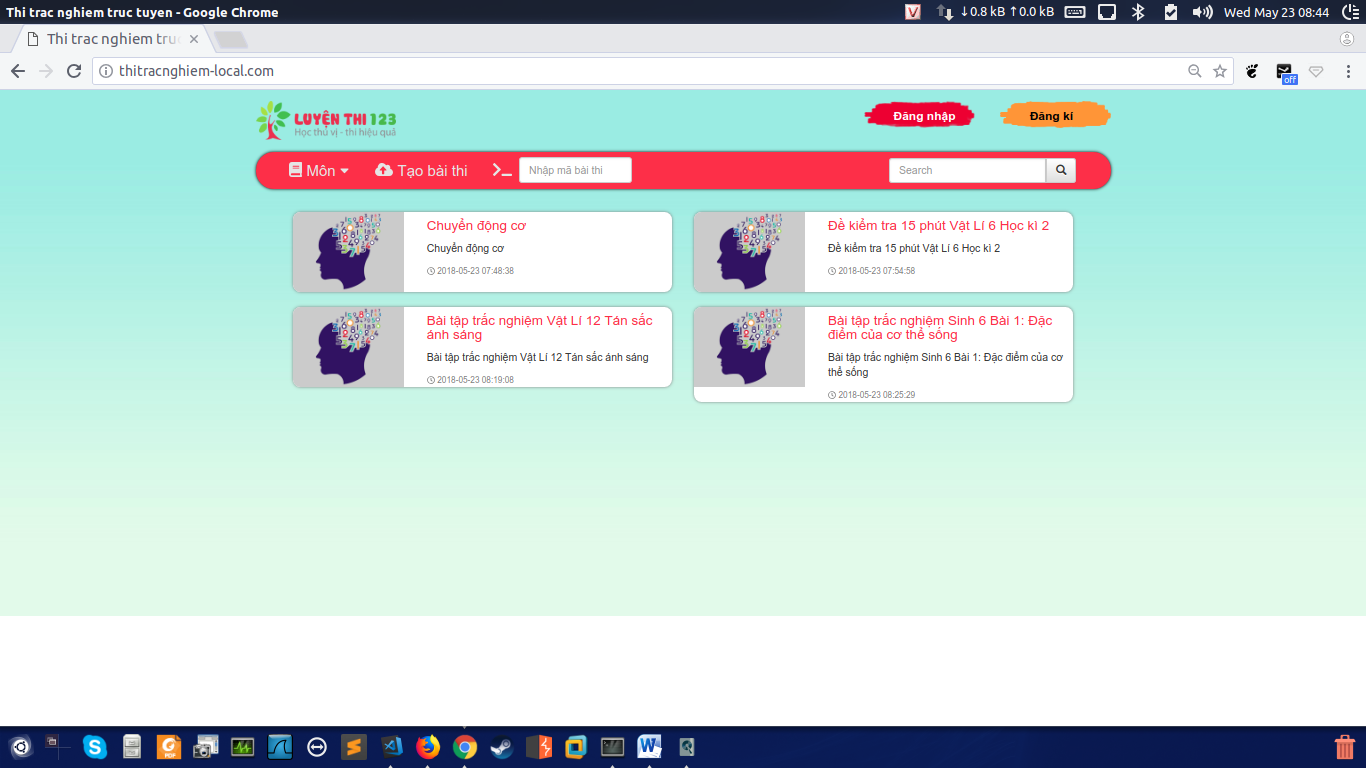 Thi trac nghiem truc tuyen - Google Chrome
↓0.8 kB ↑0.0 kB
Wed May 23 08:44
Thi trac nghiem tru
thitracnghiem-local.com
off
LUYỆN THI 123
Học thú vị - thi hiệu quả
Đăng nhập
Đăng kí
Môn
Tạo bài thi
Nhập mã bài thi
Search
Chuyển động cơ
Chuyển động cơ
2018-05-23 07:48:38
Đề kiểm tra 15 phút Vật Lí 6 Học kì 2
Đề kiểm tra 15 phút Vật Lí 6 Học kì 2
2018-05-23 07:54:58
Bài tập trắc nghiệm Vật Lí 12 Tán sắc
ánh sáng
Bài tập trắc nghiệm Vật Lí 12 Tán sắc ánh sáng
2018-05-23 08:19:08
Bài tập trắc nghiệm Sinh 6 Bài 1: Đặc
điểm của cơ thể sống
Bài tập trắc nghiệm Sinh 6 Bài 1: Đặc điểm của cơ
thể sống
2018-05-23 08:25:29